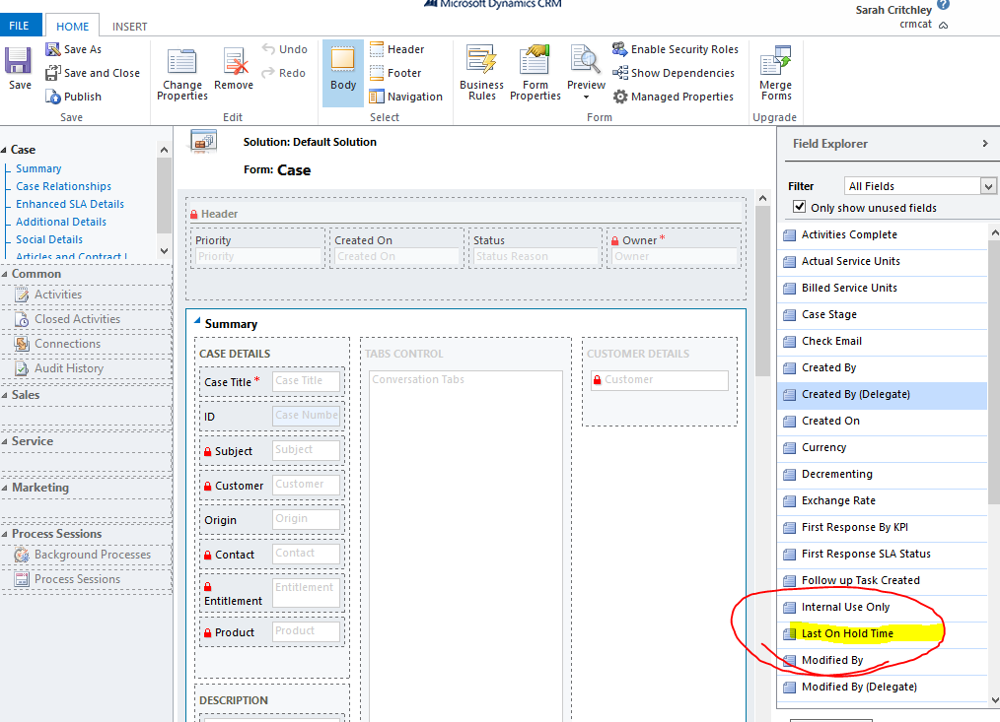 Microsoft Dynamics CRM
Sarah Critchley
crmcat
FILE
HOME
INSERT
Save
Save As
Save and Close
Publish
Save
Change
Properties
Remove
Undo
Redo
Edit
Body
Header
Footer
Navigation
Select
Business
Rules
Form
Properties
Preview
Enable Security Roles
Show Dependencies
Managed Properties
Form
Merge
Forms
Upgrade
Case
Summary
Case Relationships
Enhanced SLA Details
Additional Details
Social Details
Articles and Contract I
Common
Activities
Closed Activities
Connections
Audit History
Sales
Service
Marketing
Process Sessions
Background Processes
Process Sessions
Solution: Default Solution
Form: Case
Header
Priority
Priority
Created On
Created On
Status
Status Reason
Owner *
Owner
Summary
CASE DETAILS
Case Title *
Case Title
ID
Case Numbe
Subject
Subject
Customer
Customer
Origin
Origin
Contact
Contact
Entitlement
Entitlement
Product
Product
DESCRIPTION
TABS CONTROL
Conversation Tabs
CUSTOMER DETAILS
Customer
Field Explorer
Filter
All Fields
Only show unused fields
Activities Complete
Actual Service Units
Billed Service Units
Case Stage
Check Email
Created By
Created By (Delegate)
Created On
Currency
Decrementing
Exchange Rate
First Response By KPI
First Response SLA Status
Follow up Task Created
Internal Use Only
Last On Hold Time
Modified By
Modified By (Delegate)